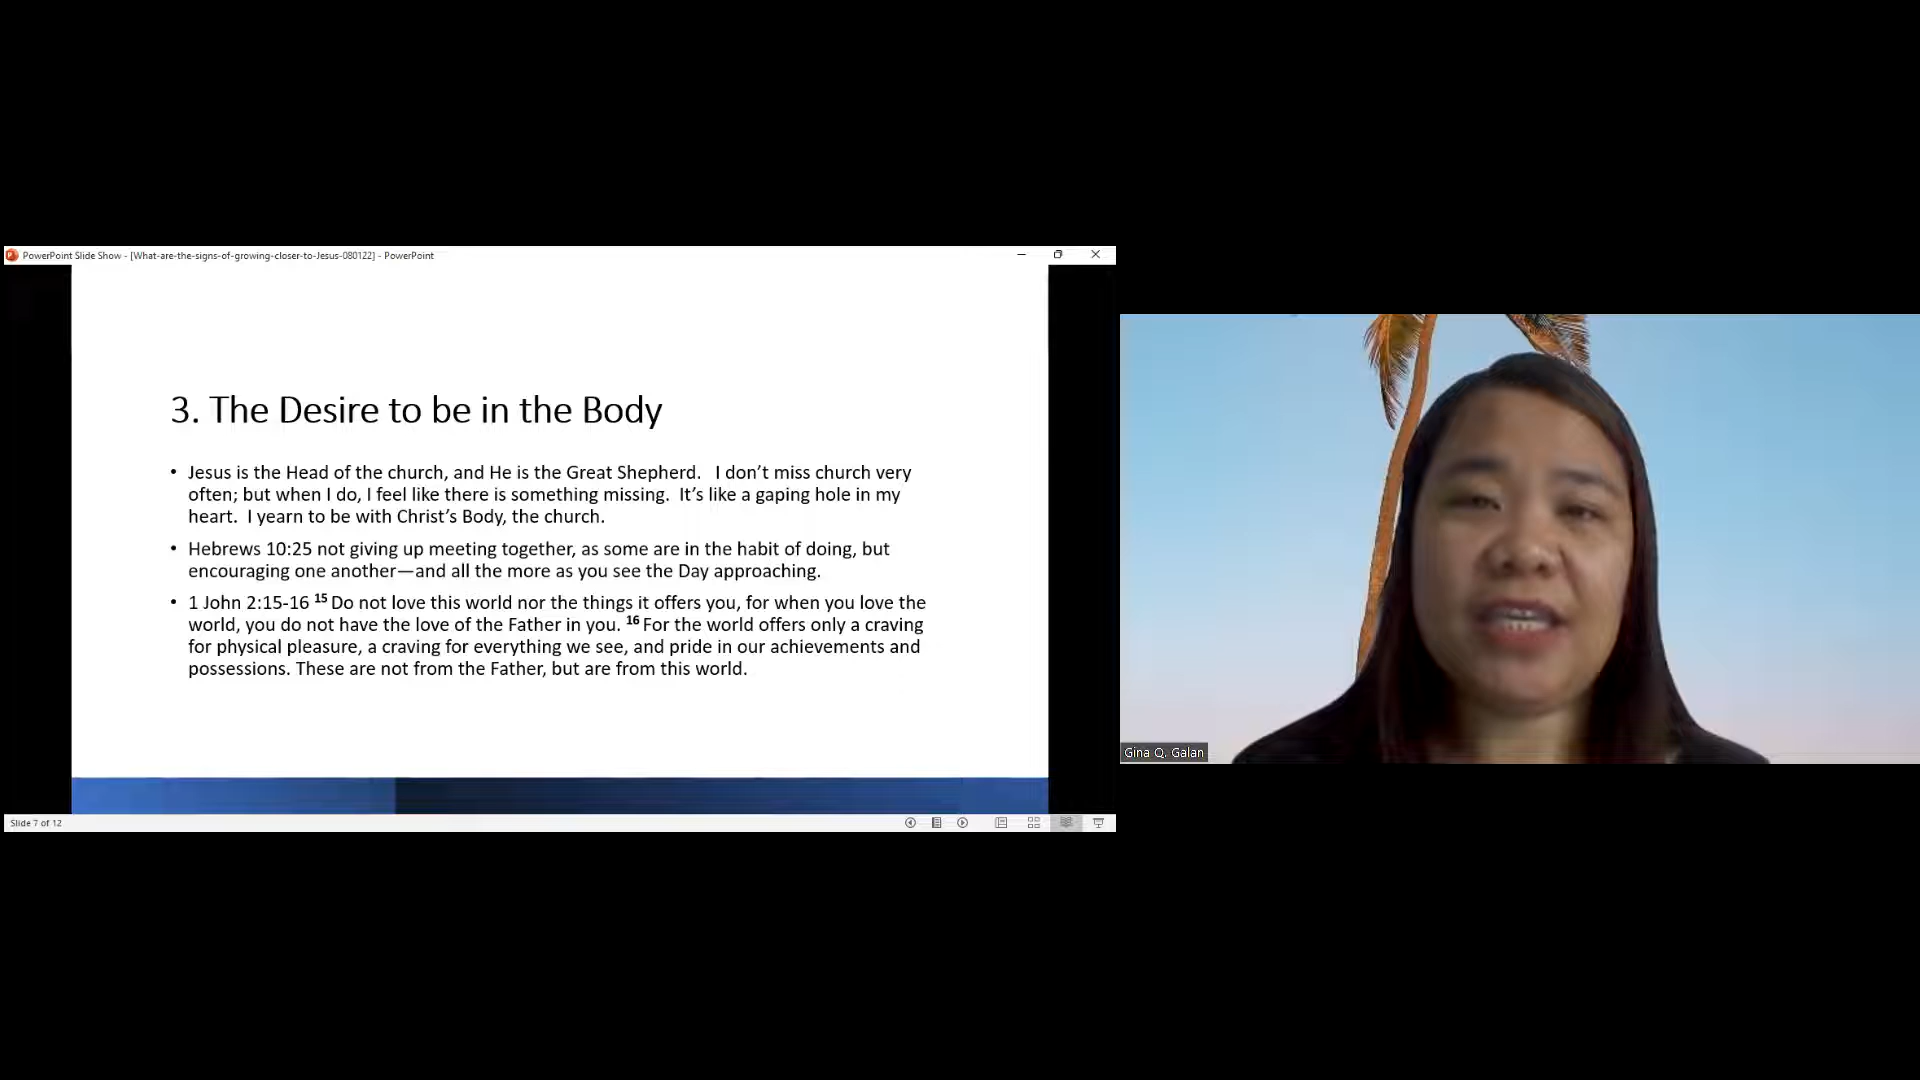 PowerPoint Slide Show - [What-are-the-signs-of-growing-closer-to-Jesus-080122] - PowerPoint
3. The Desire to be in the Body
• Jesus is the Head of the church, and He is the Great Shepherd.   I don’t miss church very
often; but when I do, I feel like there is something missing.  It’s like a gaping hole in my
heart.  I yearn to be with Christ’s Body, the church.
• Hebrews 10:25 not giving up meeting together, as some are in the habit of doing, but
encouraging one another—and all the more as you see the Day approaching.
• 1 John 2:15-16 15 Do not love this world nor the things it offers you, for when you love the
world, you do not have the love of the Father in you. 16 For the world offers only a craving
for physical pleasure, a craving for everything we see, and pride in our achievements and
possessions. These are not from the Father, but are from this world.
Slide 7 of 12
Gina Q. Galan